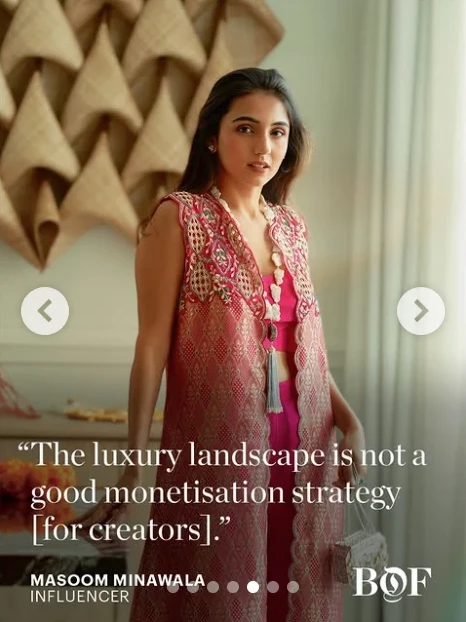 “The luxury landscape is not a
good monetisation strategy
[for creators].”
MASOOM MINAWALA
INFLUENCER
BOF